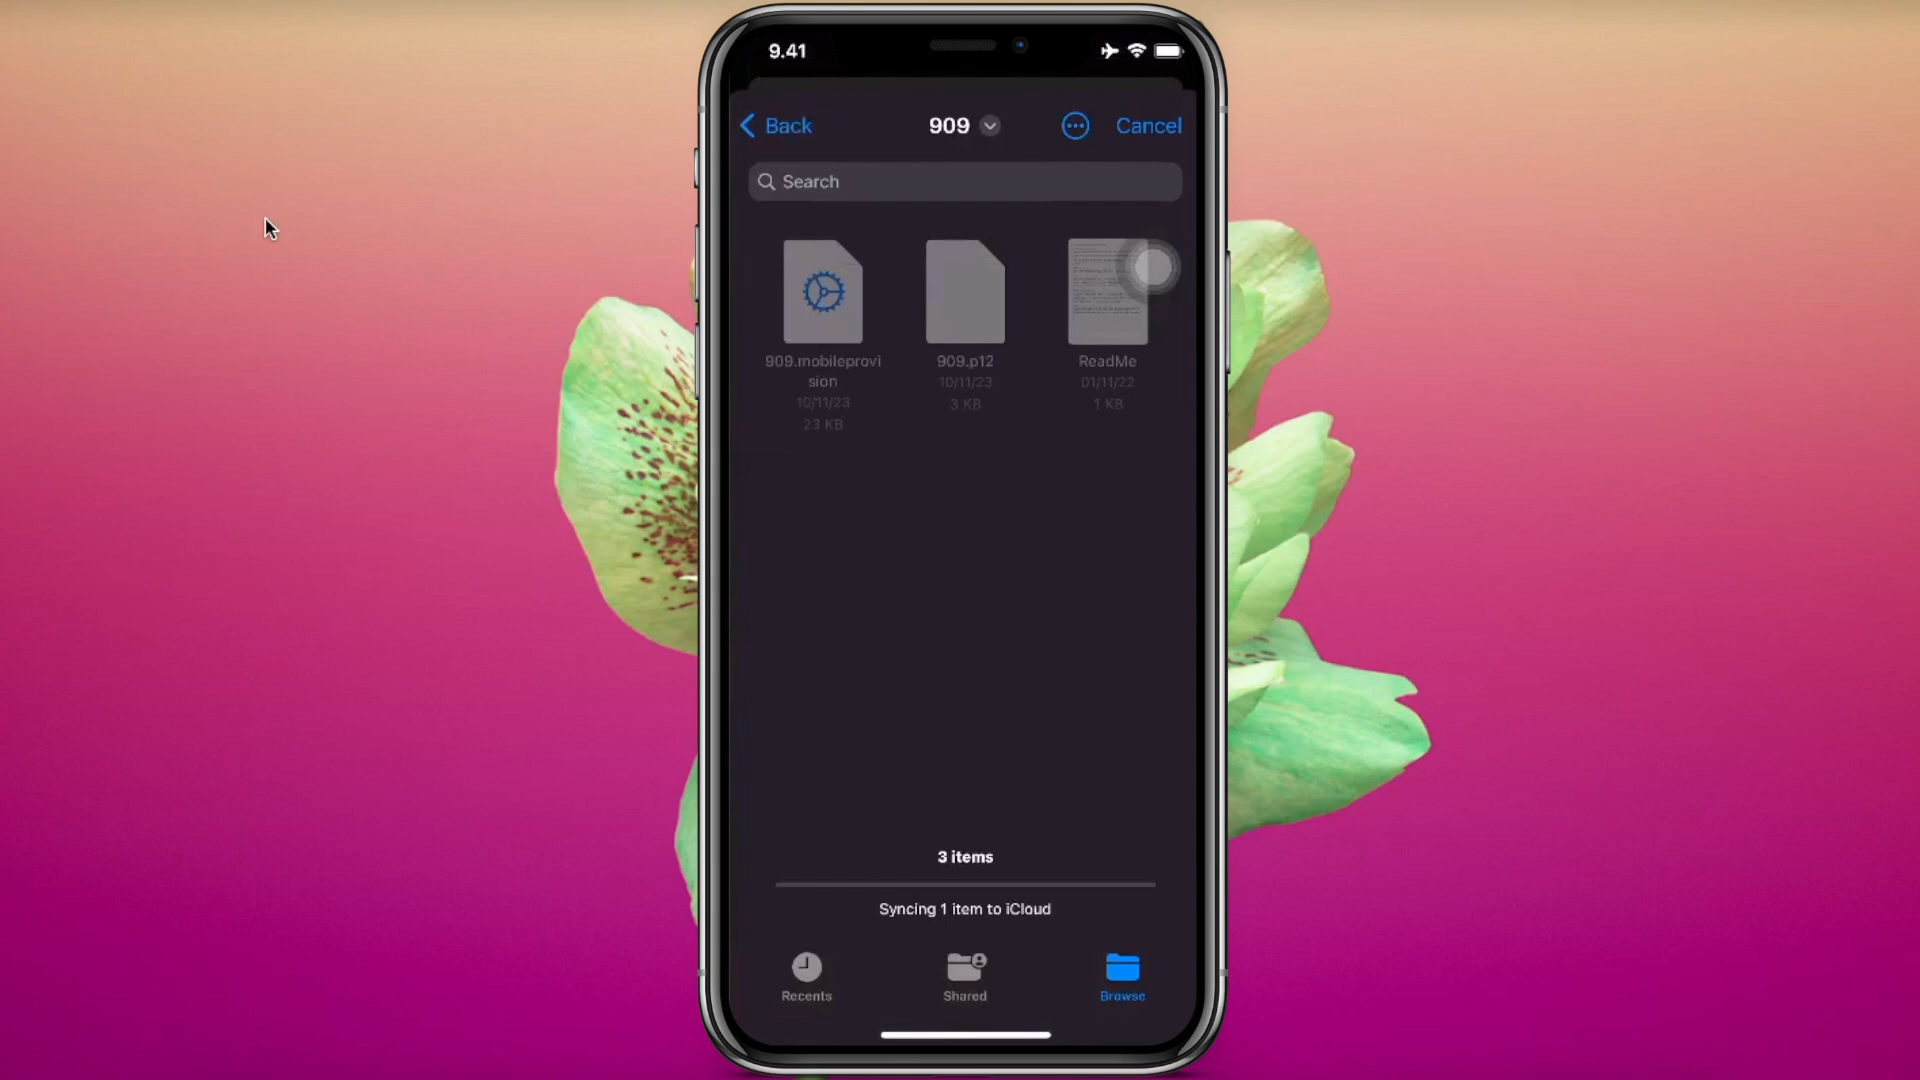 9.41
Back
909
Cancel
Search
909.mobileprovi
sion
10/11/23
23 KB
909.p12
10/11/23
3 KB
ReadMe
01/11/22
1 KB
3 items
Syncing 1 item to iCloud
Recents
Shared
Browse